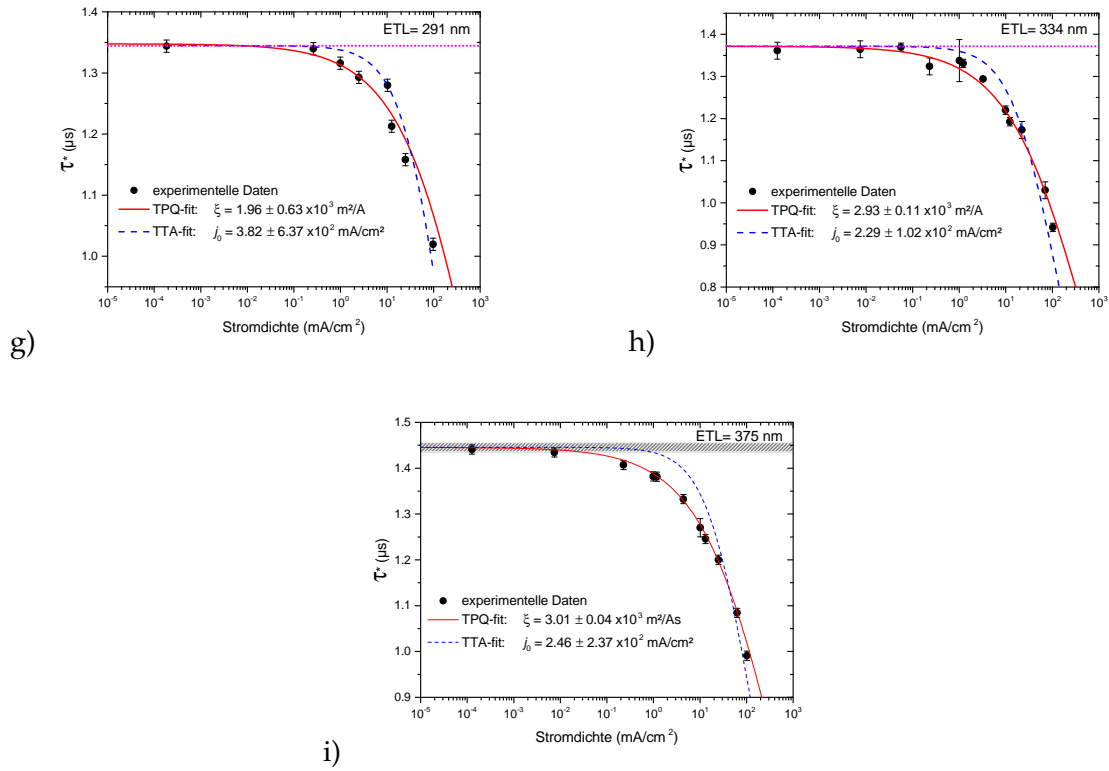 ETL= 291 nm
1.4
1.3
1.2
1.1
1.0
τ* (µs)
experimentelle Daten
TPQ-fit: ξ = 1.96 ± 0.63 x10³ m²/A
TTA-fit: j₀ = 3.82 ± 6.37 x10² mA/cm²
10⁻⁵ 10⁻⁴ 10⁻³ 10⁻² 10⁻¹ 10⁰ 10¹ 10² 10³
Stromdichte (mA/cm²)
g)
ETL= 334 nm
1.4
1.3
1.2
1.1
1.0
0.9
0.8
τ* (µs)
experimentelle Daten
TPQ-fit: ξ = 2.93 ± 0.11 x10³ m²/A
TTA-fit: j₀ = 2.29 ± 1.02 x10² mA/cm²
10⁻⁵ 10⁻⁴ 10⁻³ 10⁻² 10⁻¹ 10⁰ 10¹ 10² 10³
Stromdichte (mA/cm²)
h)
ETL= 375 nm
1.5
1.4
1.3
1.2
1.1
1.0
0.9
τ* (µs)
experimentelle Daten
TPQ-fit: ξ = 3.01 ± 0.04 x10³ m²/As
TTA-fit: j₀ = 2.46 ± 2.37 x10² mA/cm²
10⁻⁵ 10⁻⁴ 10⁻³ 10⁻² 10⁻¹ 10⁰ 10¹ 10² 10³
Stromdichte (mA/cm²)
i)